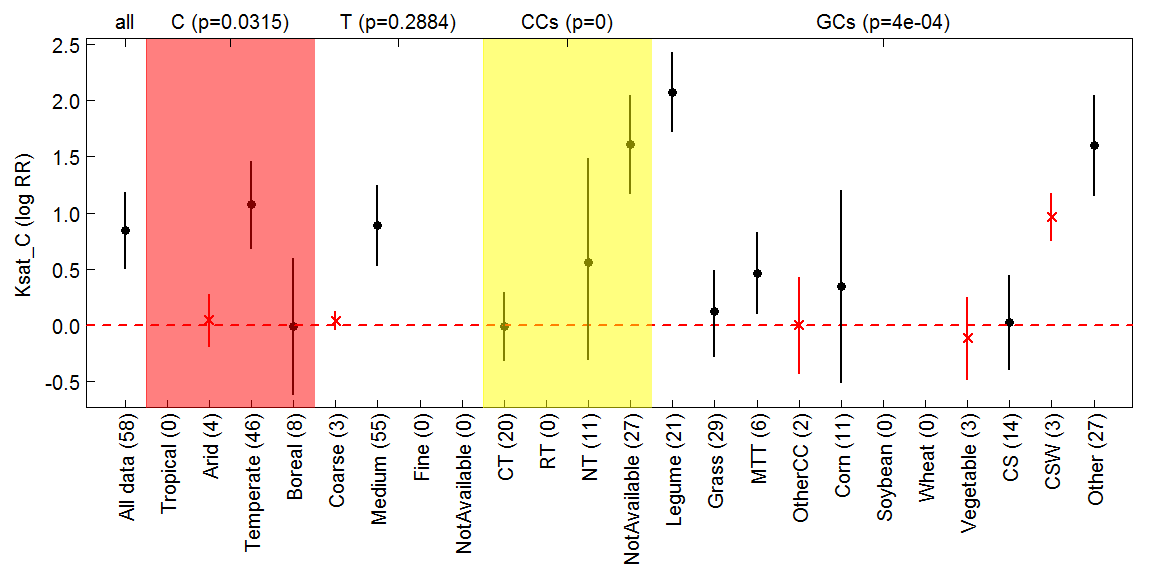 all C (p=0.0315) T (p=0.2884) CCs (p=0) GCs (p=4e-04)
Ksat_C (log RR)
2.5
2.0
1.5
1.0
0.5
0.0
-0.5
All data (58)
Tropical (0)
Arid (4)
Temperate (46)
Boreal (8)
Coarse (3)
Medium (55)
Fine (0)
NotAvailable (0)
CT (20)
RT (0)
NT (11)
NotAvailable (27)
Legume (21)
Grass (29)
MTT (6)
OtherCC (2)
Corn (11)
Soybean (0)
Wheat (0)
Vegetable (3)
CS (14)
CSW (3)
Other (27)